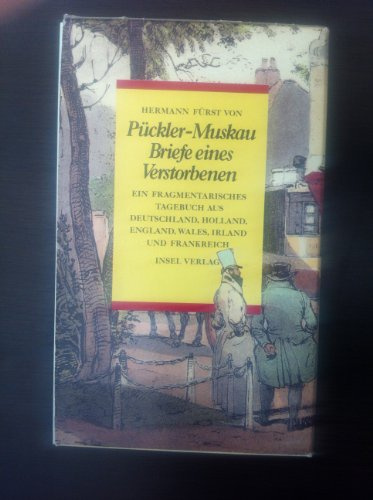 HERMANN FÜRST VON
Pückler-Muskau
Briefe eines
Verstorbenen
EIN FRAGMENTARISCHES
TAGEBUCH AUS
DEUTSCHLAND, HOLLAND,
ENGLAND, WALES, IRLAND
UND FRANKREICH
INSEL VERLAG